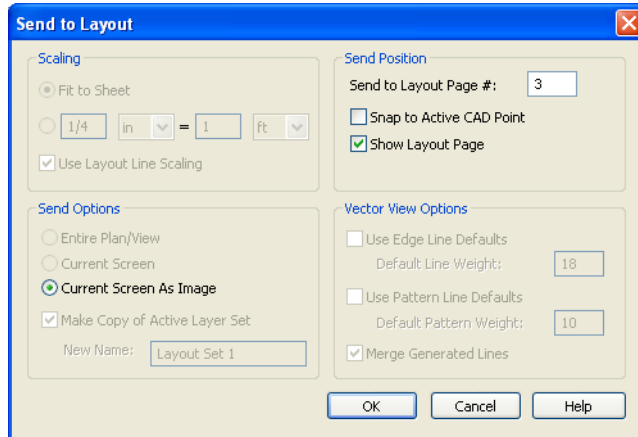 Send to Layout
Scaling
Fit to Sheet
1/4 in = 1 ft
Use Layout Line Scaling
Send Position
Send to Layout Page #: 3
Snap to Active CAD Point
Show Layout Page
Send Options
Entire Plan/View
Current Screen
Current Screen As Image
Make Copy of Active Layer Set
New Name: Layout Set 1
Vector View Options
Use Edge Line Defaults
Default Line Weight: 18
Use Pattern Line Defaults
Default Pattern Weight: 10
Merge Generated Lines
OK Cancel Help